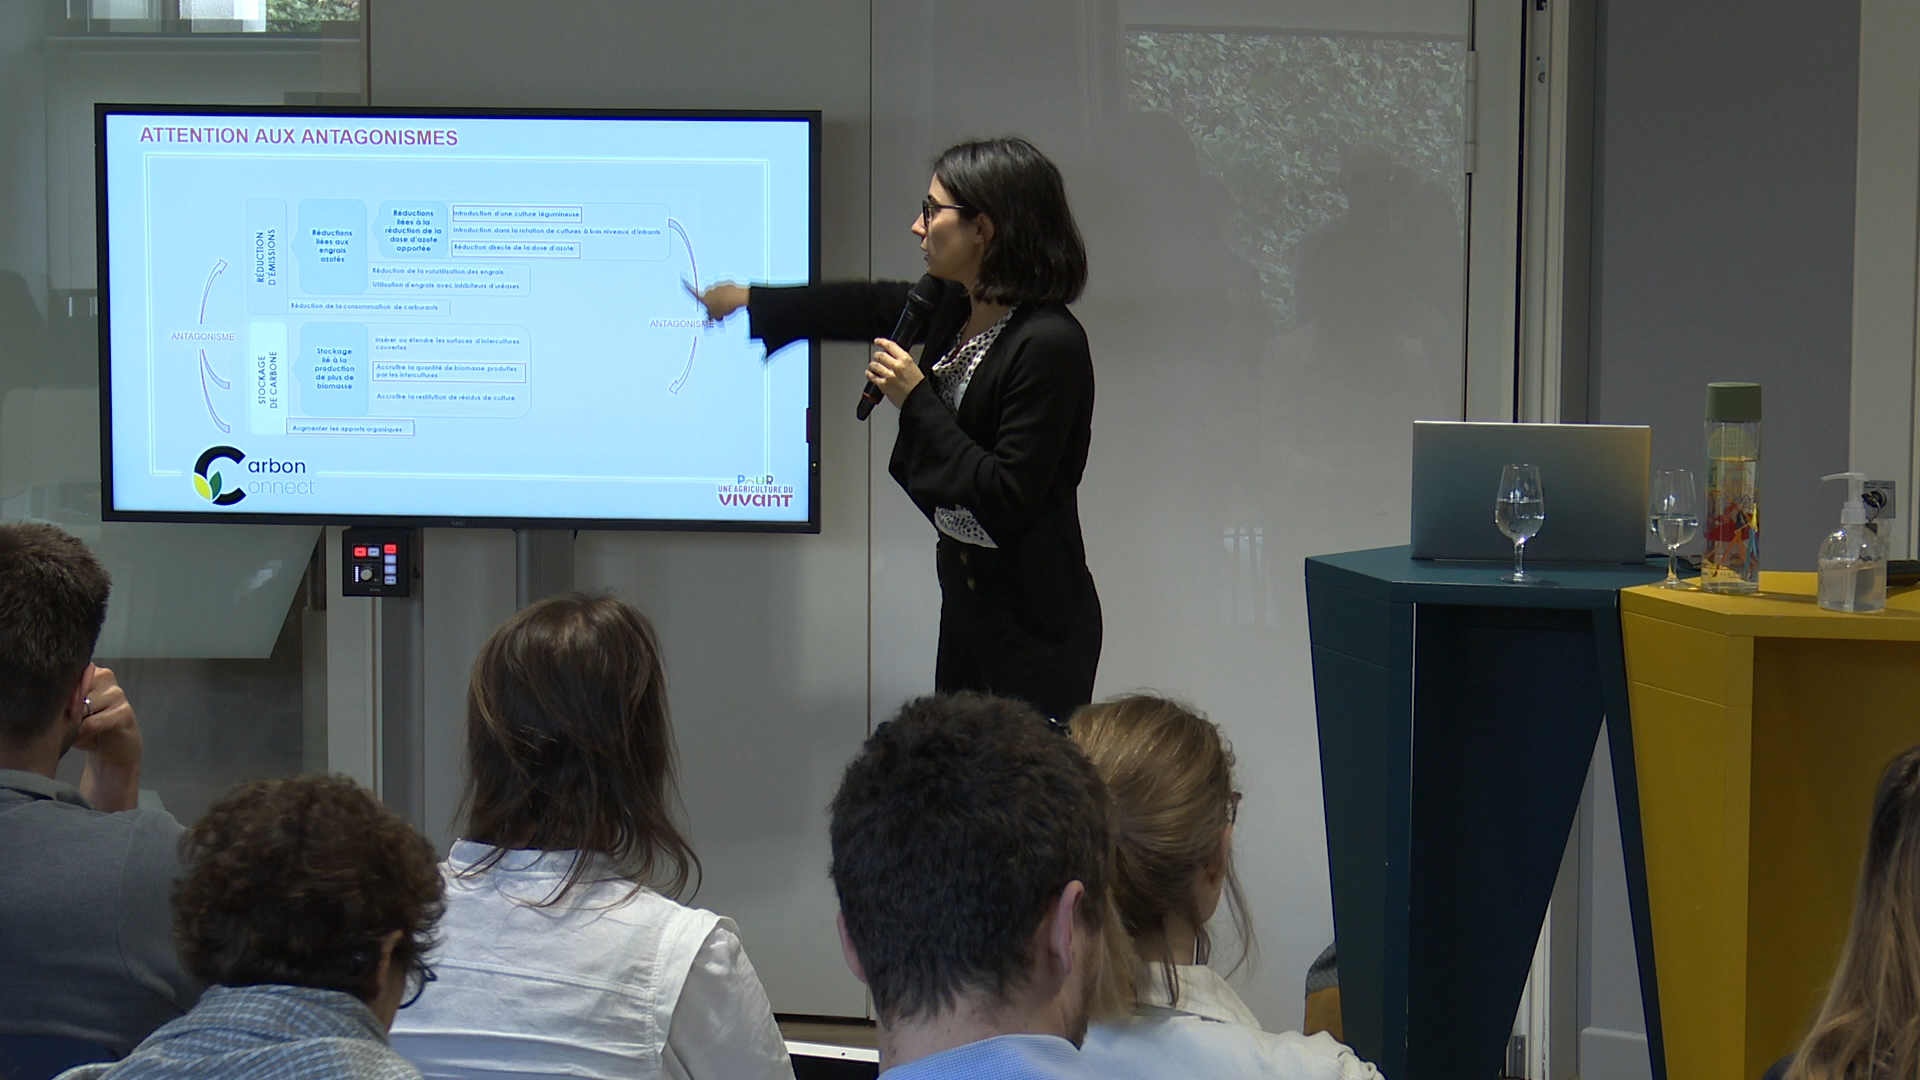 ATTENTION AUX ANTAGONISMES
RÉDUCTION
D'ÉMISSIONS
Réductions
liées aux
engrais
azotés
Réductions
liées à la
réduction de la
dose d'azote
apportée
Introduction d'une culture légumineuse
Introduction dans la rotation de cultures à bas niveaux d'intrants
Réduction directe de la dose d'azote
Réduction de la volatilisation des engrais
Utilisation d'engrais avec inhibiteurs d'uréases
Réduction de la consommation de carburants
ANTAGONISME
ANTAGONISME
STOCKAGE
DE CARBONE
Stockage
lié à la
production
de plus de
biomasse
Insérer ou étendre les surfaces d'intercultures
couvertes
Accroître la quantité de biomasse produites
par les intercultures
Accroître la restitution de résidus de culture
Augmenter les apports organiques
Carbon
Connect
POUR
UNE AGRICULTURE DU
VIVANT